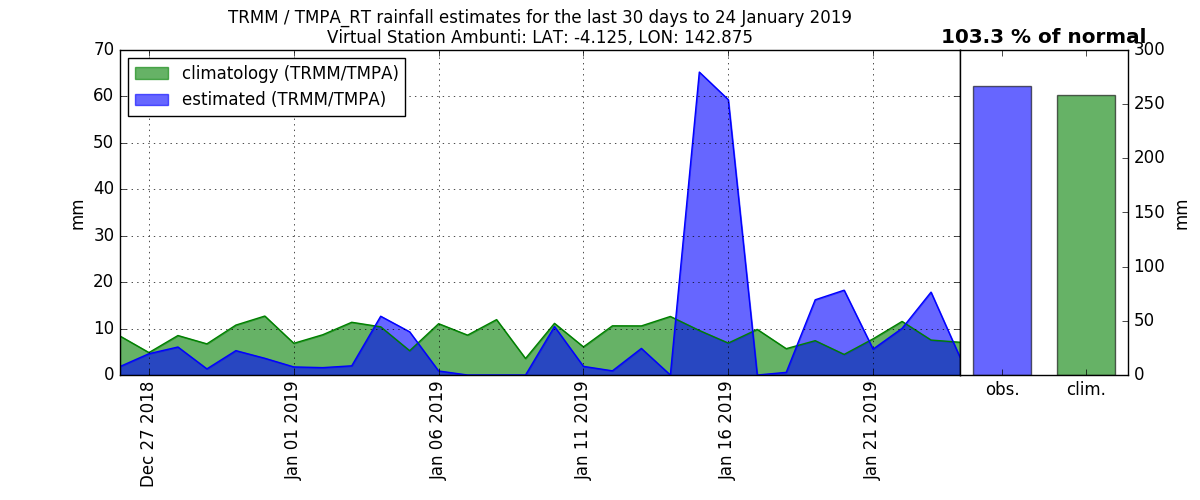 TRMM / TMPA_RT rainfall estimates for the last 30 days to 24 January 2019
Virtual Station Ambunti: LAT: -4.125, LON: 142.875
103.3 % of normal
climatology (TRMM/TMPA)
estimated (TRMM/TMPA)
70
60
50
40
30
20
10
0
mm
Dec 27 2018
Jan 01 2019
Jan 06 2019
Jan 11 2019
Jan 16 2019
Jan 21 2019
300
250
200
150
100
50
0
mm
obs.
clim.